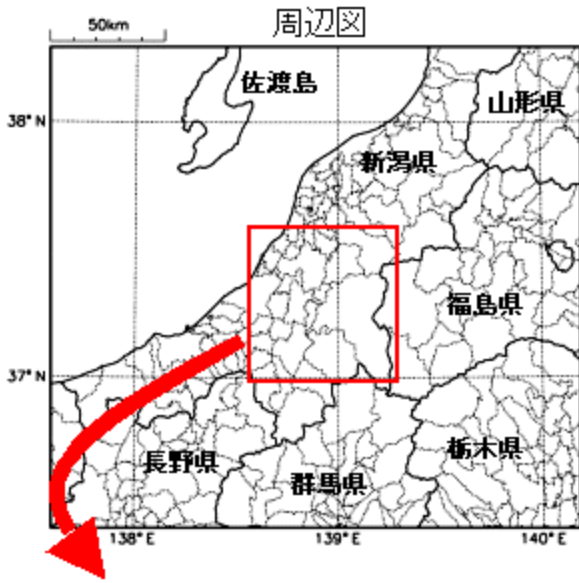 周辺図
50km
佐渡島
山形県
38°N
新潟県
福島県
37°N
長野県
群馬県
栃木県
138°E
139°E
140°E